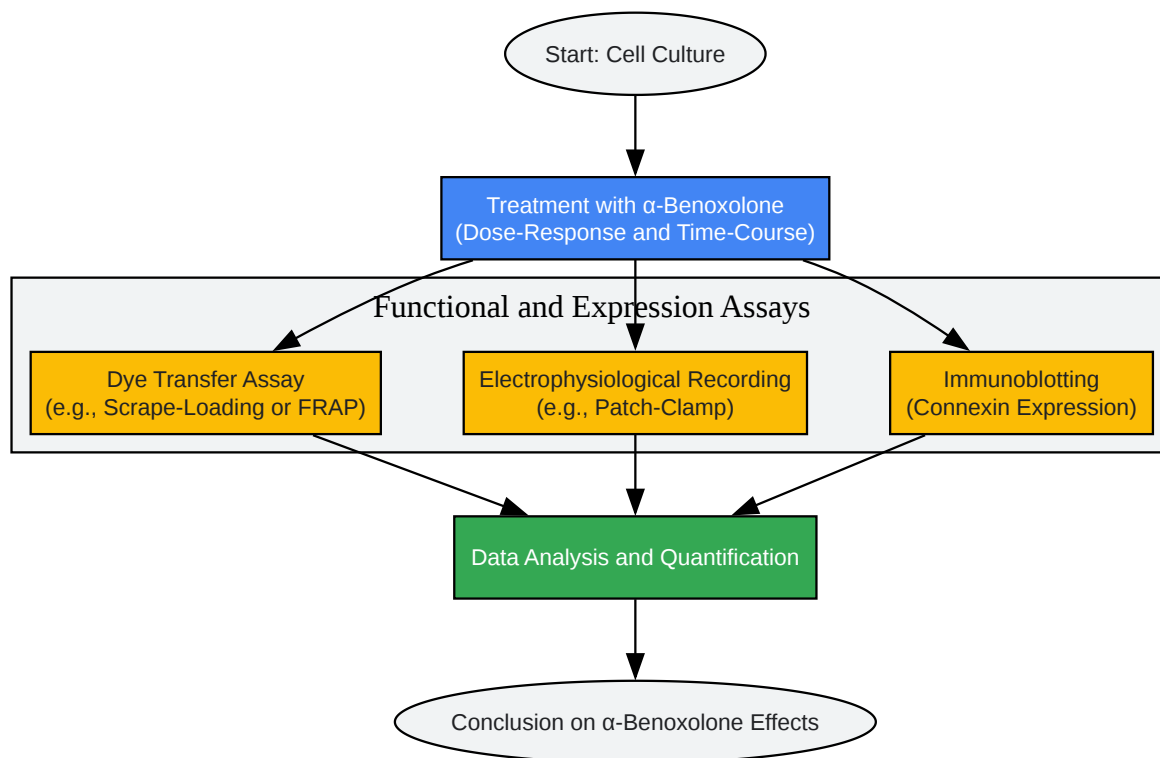 Start: Cell Culture
Treatment with α-Benoxolone
(Dose-Response and Time-Course)
Functional and Expression Assays
Dye Transfer Assay
(e.g., Scrape-Loading or FRAP)
Electrophysiological Recording
(e.g., Patch-Clamp)
Immunoblotting
(Connexin Expression)
Data Analysis and Quantification
Conclusion on α-Benoxolone Effects